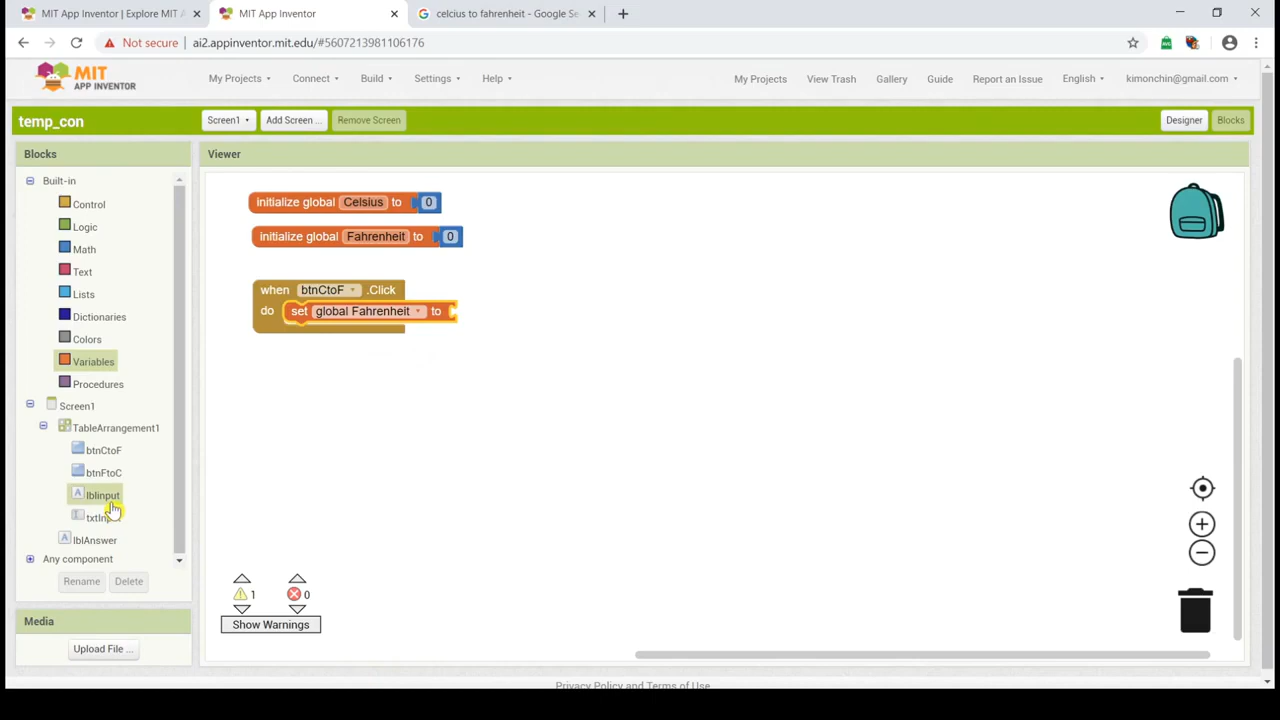 MIT App Inventor | Explore MIT A
MIT App Inventor
celcius to fahrenheit - Google Se
Not secure | ai2.appinventor.mit.edu/#5607213981106176
MIT
APP INVENTOR
My Projects
Connect
Build
Settings
Help
My Projects
View Trash
Gallery
Guide
Report an Issue
English
kimonchin@gmail.com
temp_con
Screen1
Add Screen ...
Remove Screen
Designer
Blocks
Blocks
Built-in
Control
Logic
Math
Text
Lists
Dictionaries
Colors
Variables
Procedures
Screen1
TableArrangement1
btnCtoF
btnFtoC
lblInput
lblAnswer
Any component
Rename
Delete
Media
Upload File ...
Viewer
initialize global Celsius to 0
initialize global Fahrenheit to 0
when btnCtoF .Click
do set global Fahrenheit to
1
0
Show Warnings
Privacy Policy and Terms of Use